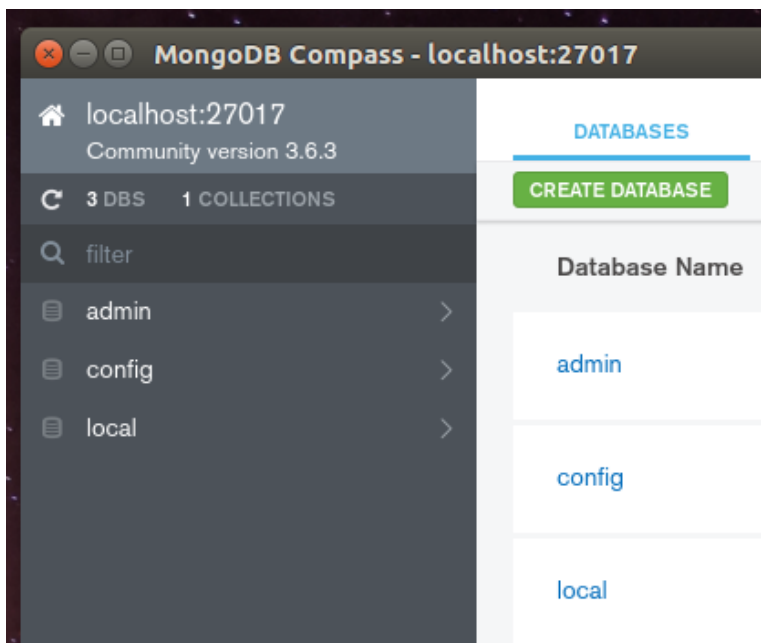 MongoDB Compass - localhost:27017
localhost:27017
Community version 3.6.3
3 DBS 1 COLLECTIONS
filter
admin
config
local
DATABASES
CREATE DATABASE
Database Name
admin
config
local